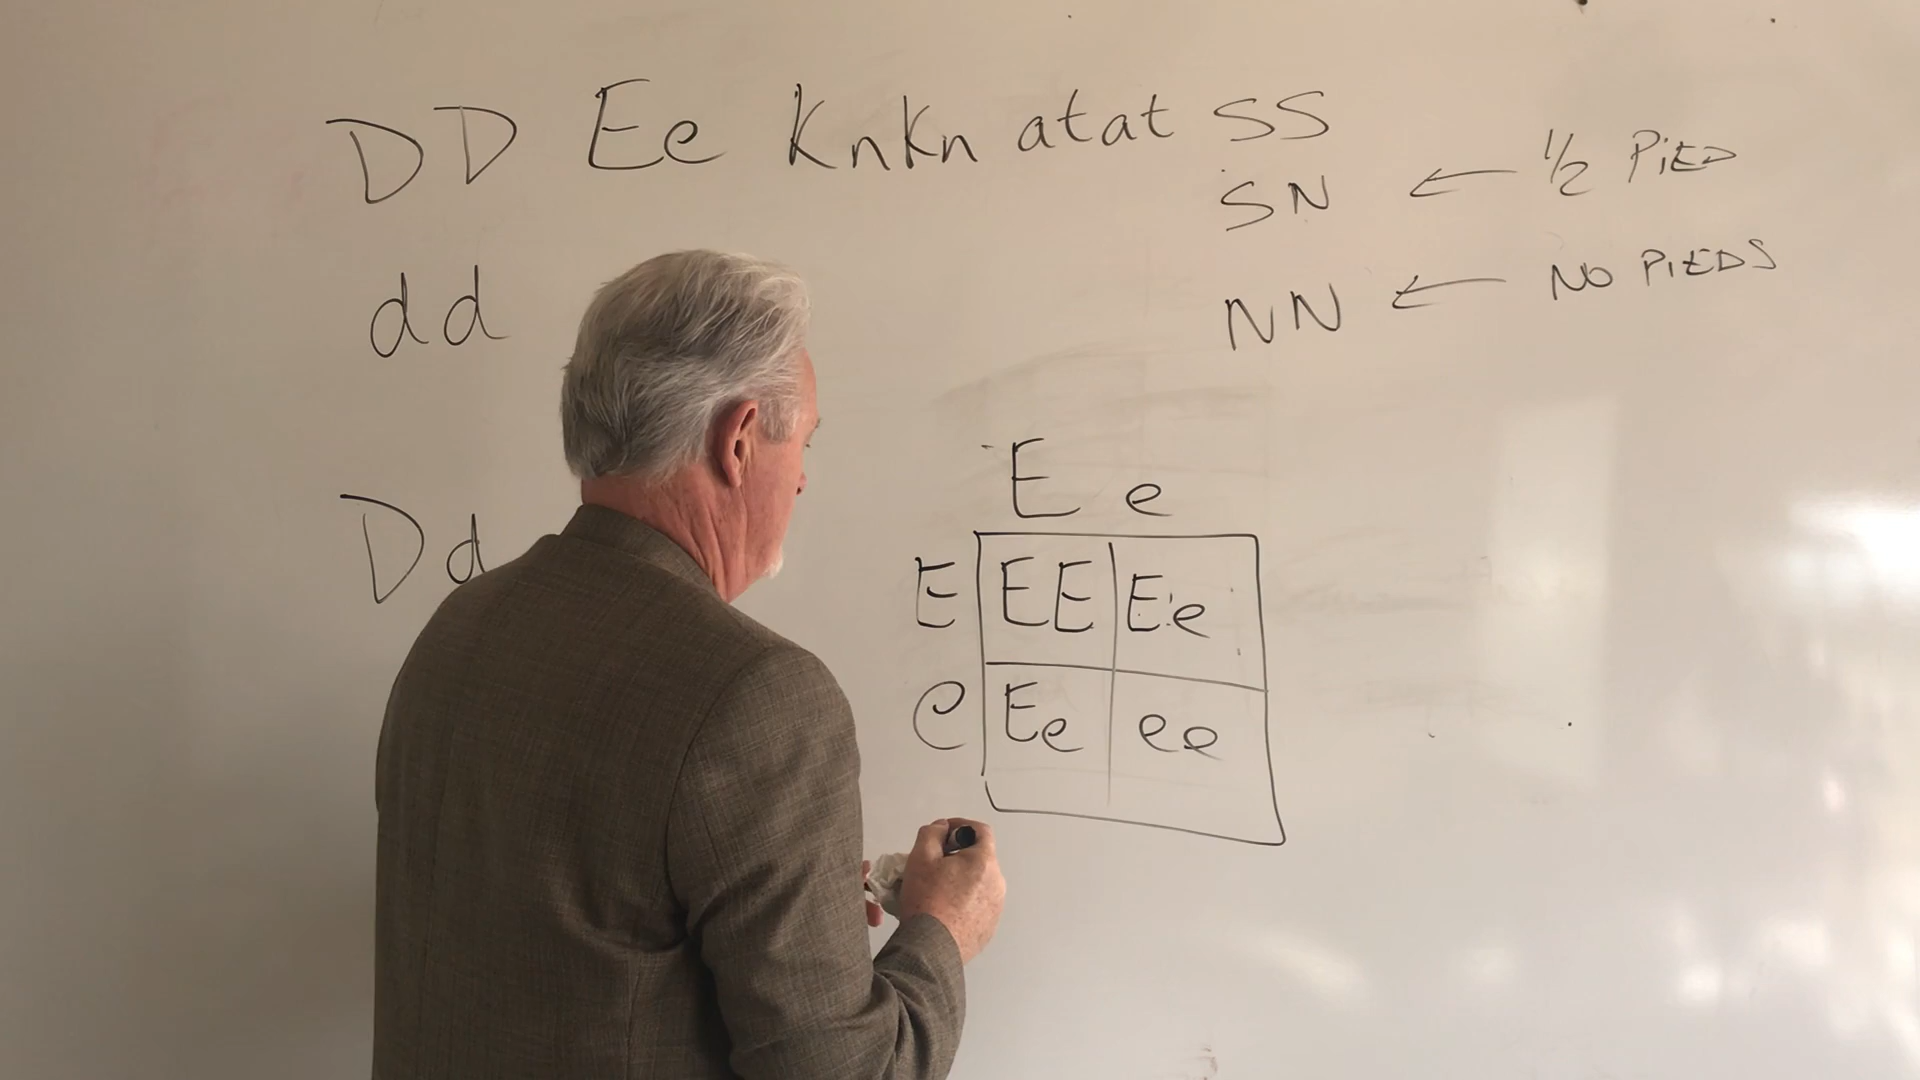 DD Ee KnKn atat SS
SN ← 1/2 PiED
dd
NN ← NO PiEDS
Dd
E e
E EE Ee
e Ee ee